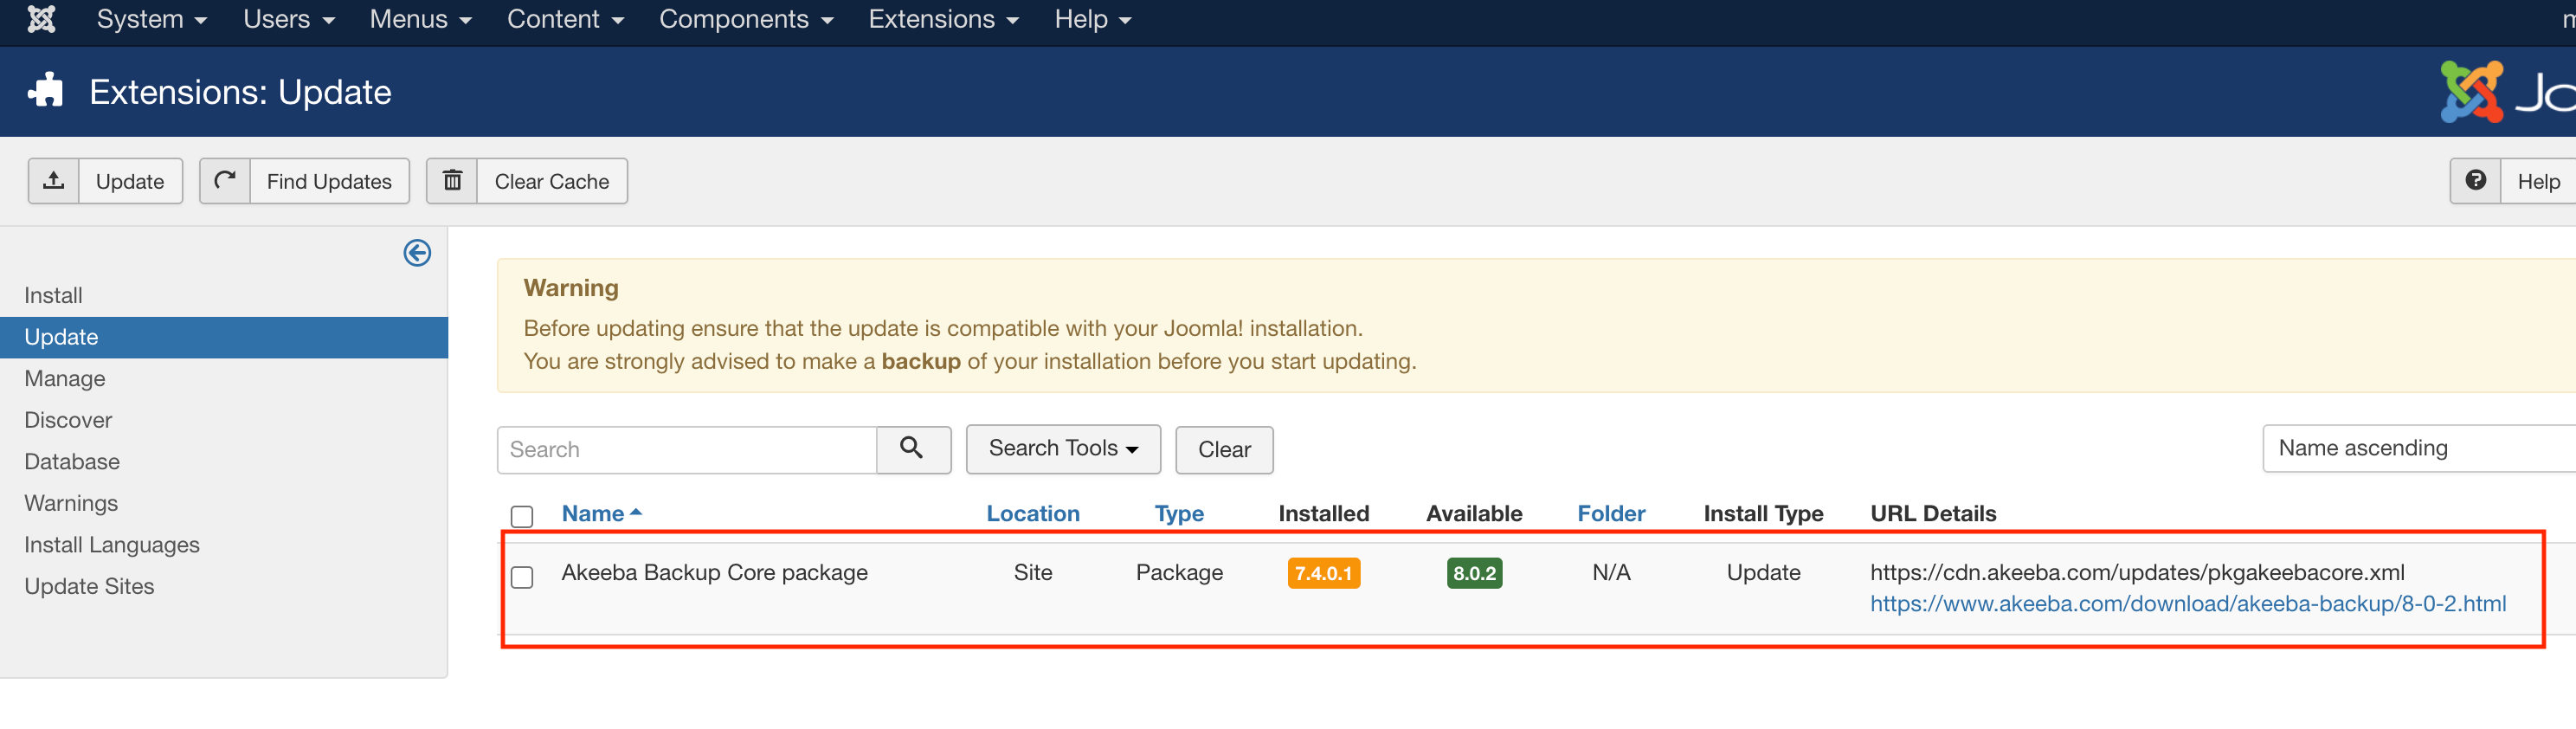 System Users Menus Content Components Extensions Help
Extensions: Update
Update Find Updates Clear Cache Help
Install
Update
Manage
Discover
Database
Warnings
Install Languages
Update Sites
Warning
Before updating ensure that the update is compatible with your Joomla! installation.
You are strongly advised to make a backup of your installation before you start updating.
Search Search Tools Clear Name ascending
Name Location Type Installed Available Folder Install Type URL Details
Akeeba Backup Core package Site Package 7.4.0.1 8.0.2 N/A Update https://cdn.akeeba.com/updates/pkgakeebacore.xml
https://www.akeeba.com/download/akeeba-backup/8-0-2.html